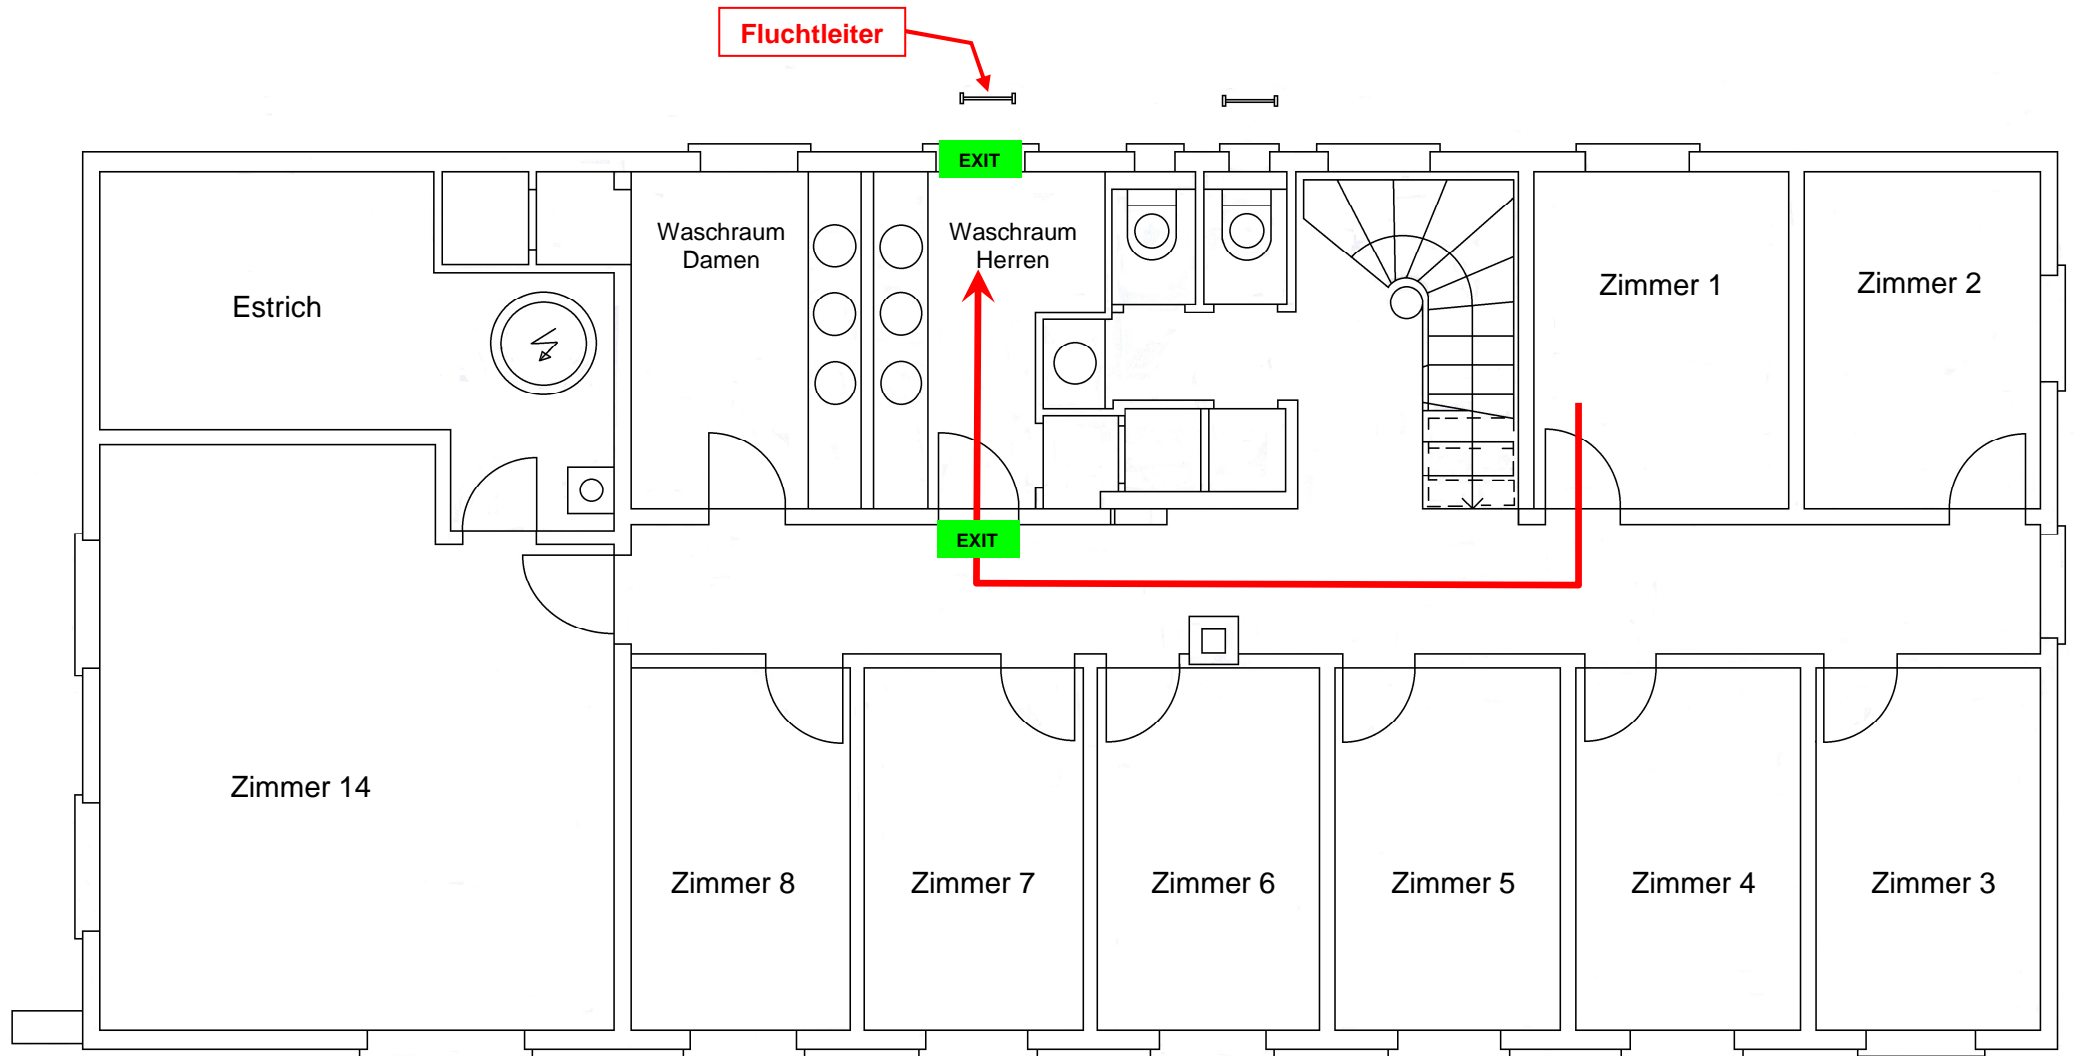 Fluchtleiter
EXIT
Waschraum
Damen
Waschraum
Herren
Estrich
Zimmer 1
Zimmer 2
EXIT
Zimmer 14
Zimmer 8
Zimmer 7
Zimmer 6
Zimmer 5
Zimmer 4
Zimmer 3